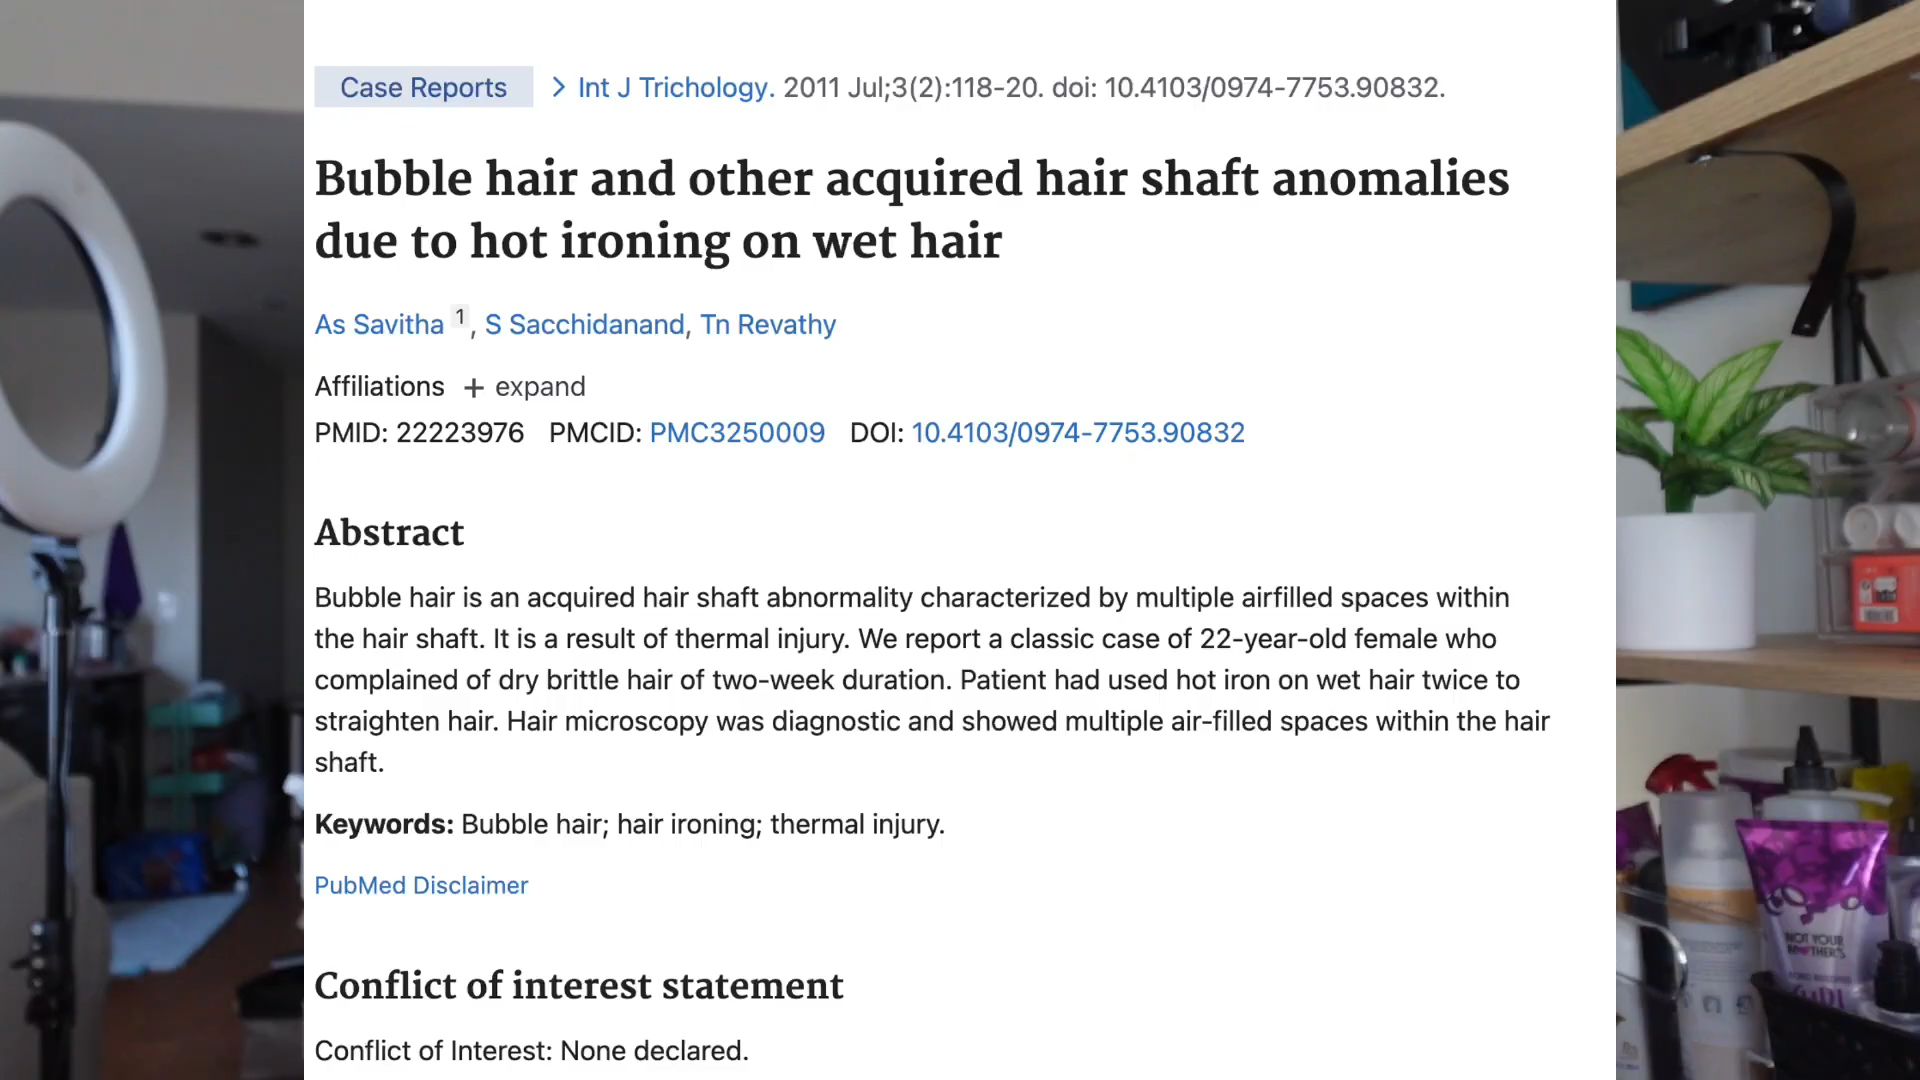 Case Reports > Int J Trichology. 2011 Jul;3(2):118-20. doi: 10.4103/0974-7753.90832.
Bubble hair and other acquired hair shaft anomalies
due to hot ironing on wet hair
As Savitha 1, S Sacchidanand, Tn Revathy
Affiliations + expand
PMID: 22223976 PMCID: PMC3250009 DOI: 10.4103/0974-7753.90832
Abstract
Bubble hair is an acquired hair shaft abnormality characterized by multiple airfilled spaces within
the hair shaft. It is a result of thermal injury. We report a classic case of 22-year-old female who
complained of dry brittle hair of two-week duration. Patient had used hot iron on wet hair twice to
straighten hair. Hair microscopy was diagnostic and showed multiple air-filled spaces within the hair
shaft.
Keywords: Bubble hair; hair ironing; thermal injury.
PubMed Disclaimer
Conflict of interest statement
Conflict of Interest: None declared.
NOT YOUR
MOTHER'S